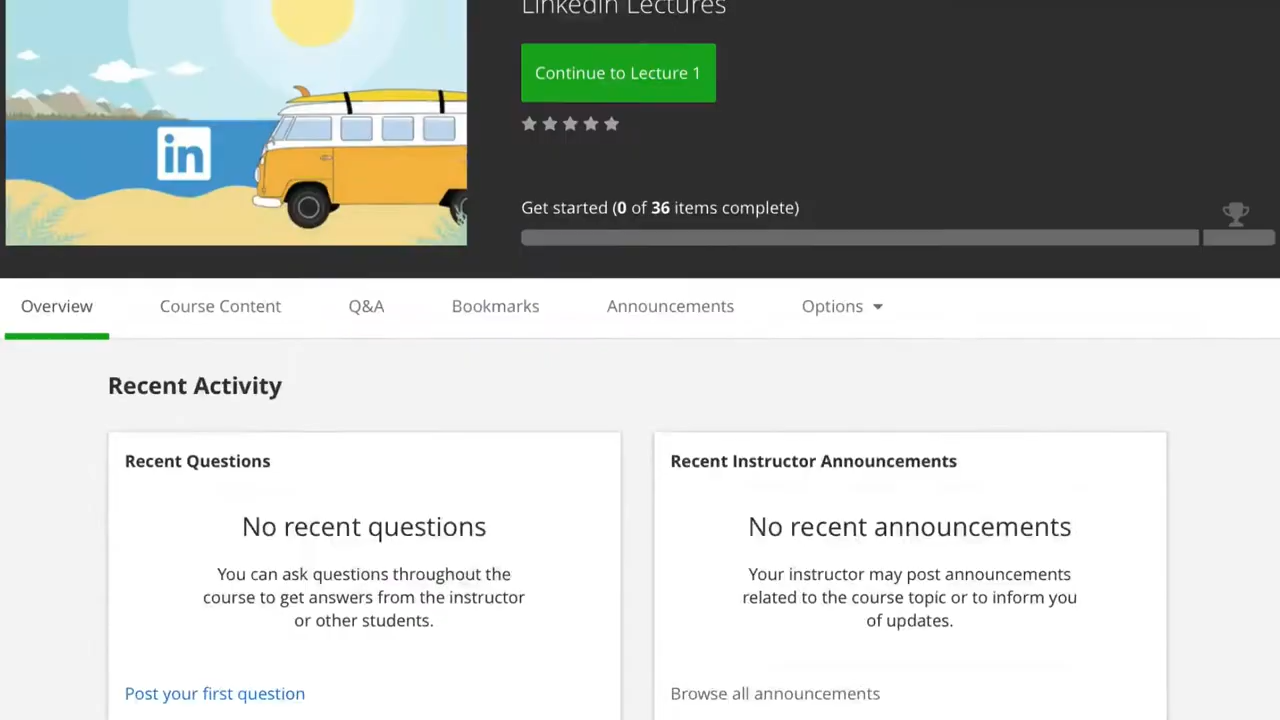 LinkedIn Lectures
Continue to Lecture 1
in
Get started (0 of 36 items complete)
Overview
Course Content
Q&A
Bookmarks
Announcements
Options
Recent Activity
Recent Questions
No recent questions
You can ask questions throughout the
course to get answers from the instructor
or other students.
Post your first question
Recent Instructor Announcements
No recent announcements
Your instructor may post announcements
related to the course topic or to inform you
of updates.
Browse all announcements